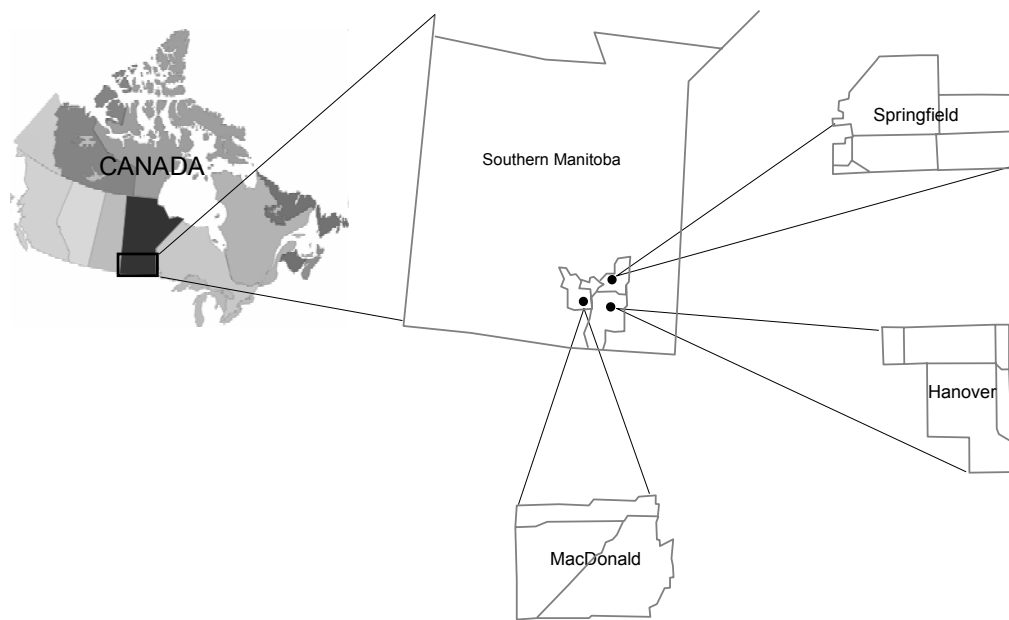 CANADA
Southern Manitoba
Springfield
Hanover
MacDonald